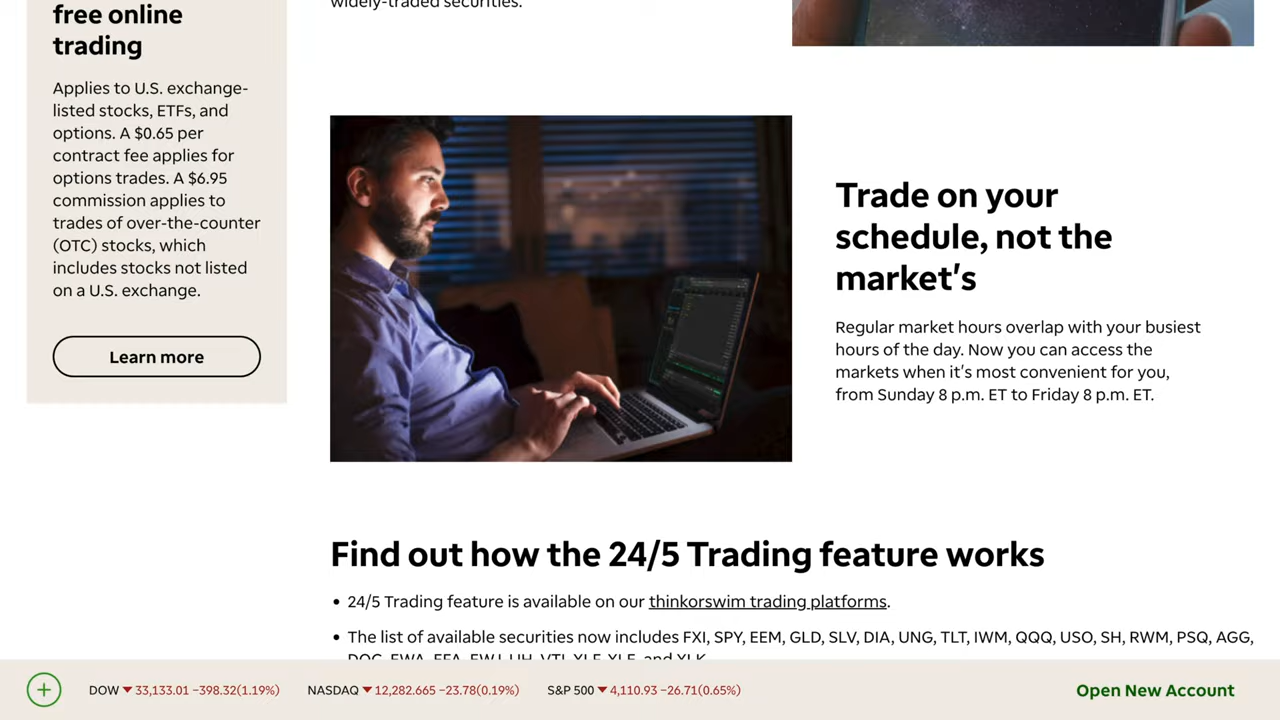 free online
trading
Applies to U.S. exchange-
listed stocks, ETFs, and
options. A $0.65 per
contract fee applies for
options trades. A $6.95
commission applies to
trades of over-the-counter
(OTC) stocks, which
includes stocks not listed
on a U.S. exchange.
Learn more
widely-traded securities.
Trade on your
schedule, not the
market's
Regular market hours overlap with your busiest
hours of the day. Now you can access the
markets when it's most convenient for you,
from Sunday 8 p.m. ET to Friday 8 p.m. ET.
Find out how the 24/5 Trading feature works
• 24/5 Trading feature is available on our thinkorswim trading platforms.
• The list of available securities now includes FXI, SPY, EEM, GLD, SLV, DIA, UNG, TLT, IWM, QQQ, USO, SH, RWM, PSQ, AGG,
DOW ▼ 33,133.01 −398.32(1.19%) NASDAQ ▼ 12,282.665 −23.78(0.19%) S&P 500 ▼ 4,110.93 −26.71(0.65%)
Open New Account